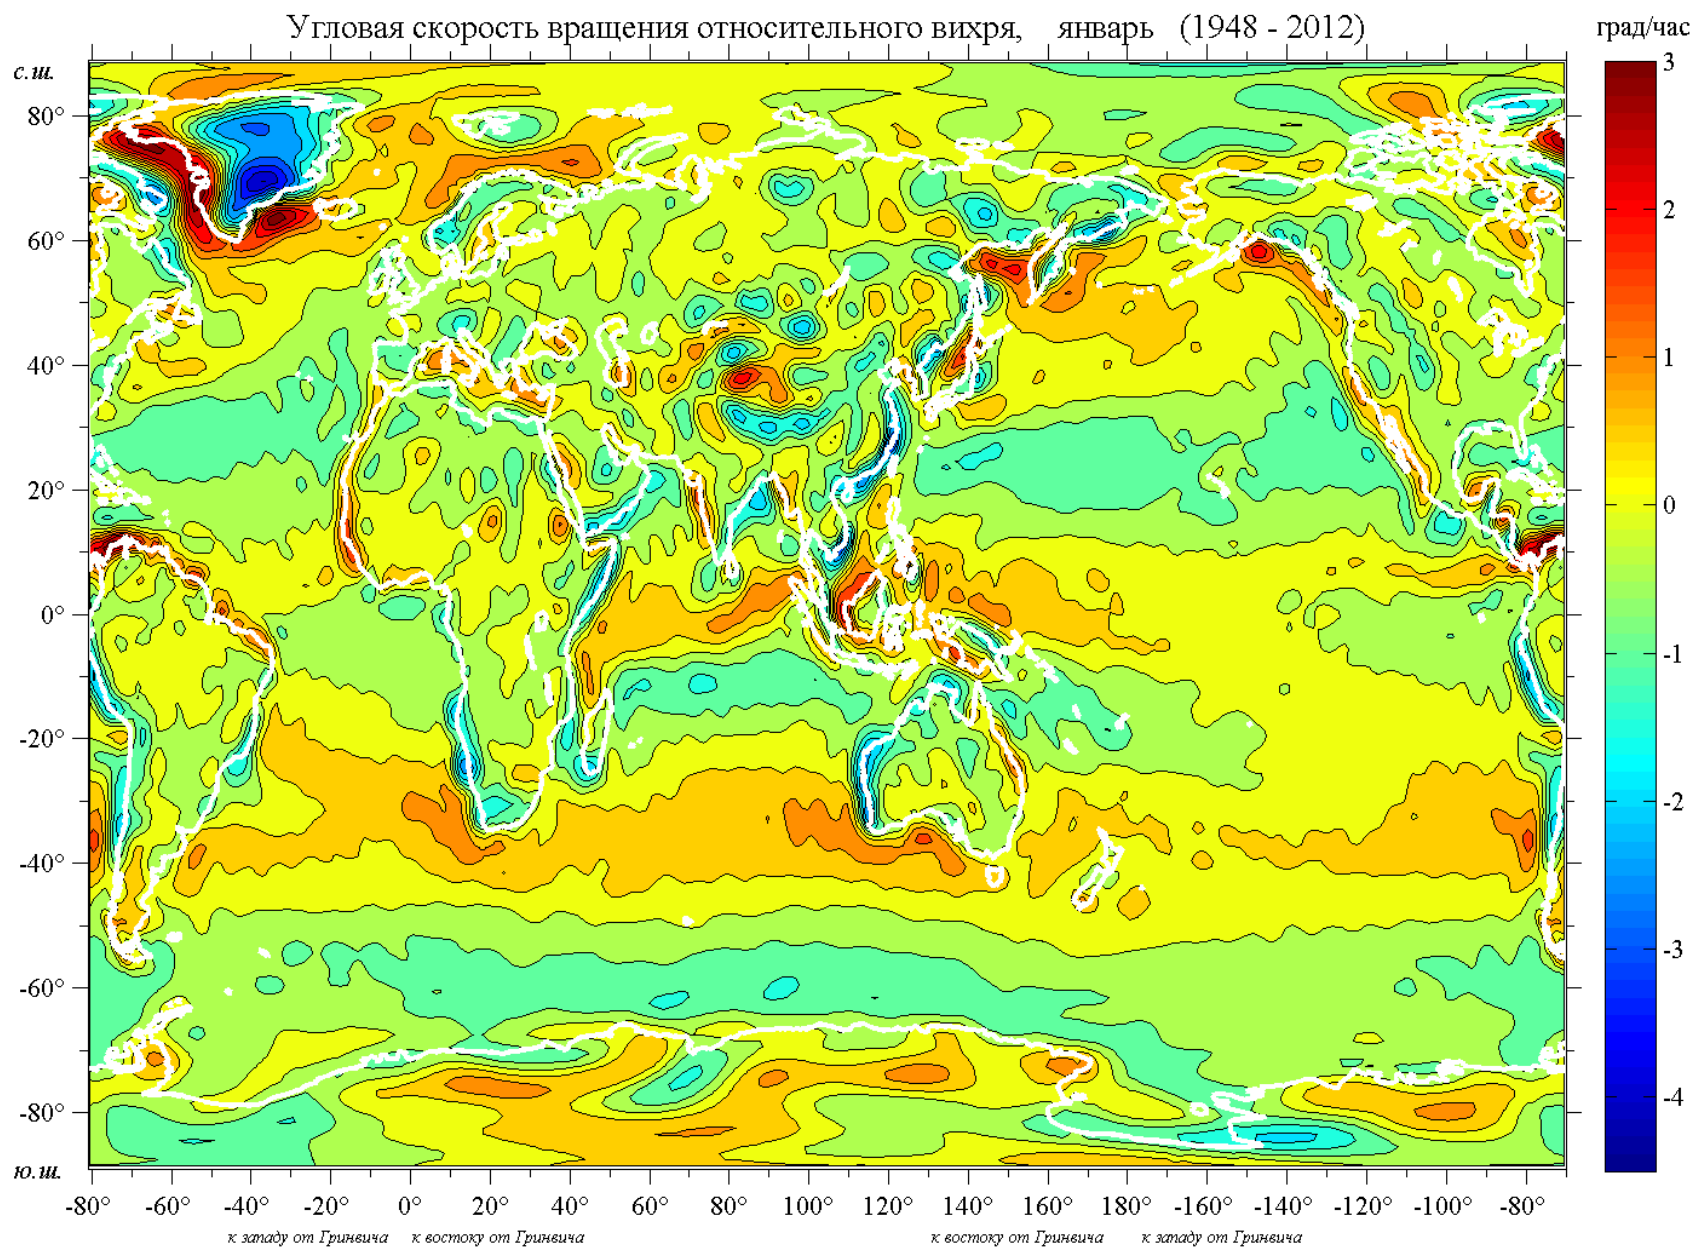 Угловая скорость вращения относительного вихря, январь (1948 - 2012)
град/час
с.ш.
80°
60°
40°
20°
0°
-20°
-40°
-60°
-80°
ю.ш.
3
2
1
0
-1
-2
-3
-4
-80° -60° -40° -20° 0° 20° 40° 60° 80° 100° 120° 140° 160° 180° -160° -140° -120° -100° -80°
к западу от Гринвича к востоку от Гринвича к востоку от Гринвича к западу от Гринвича